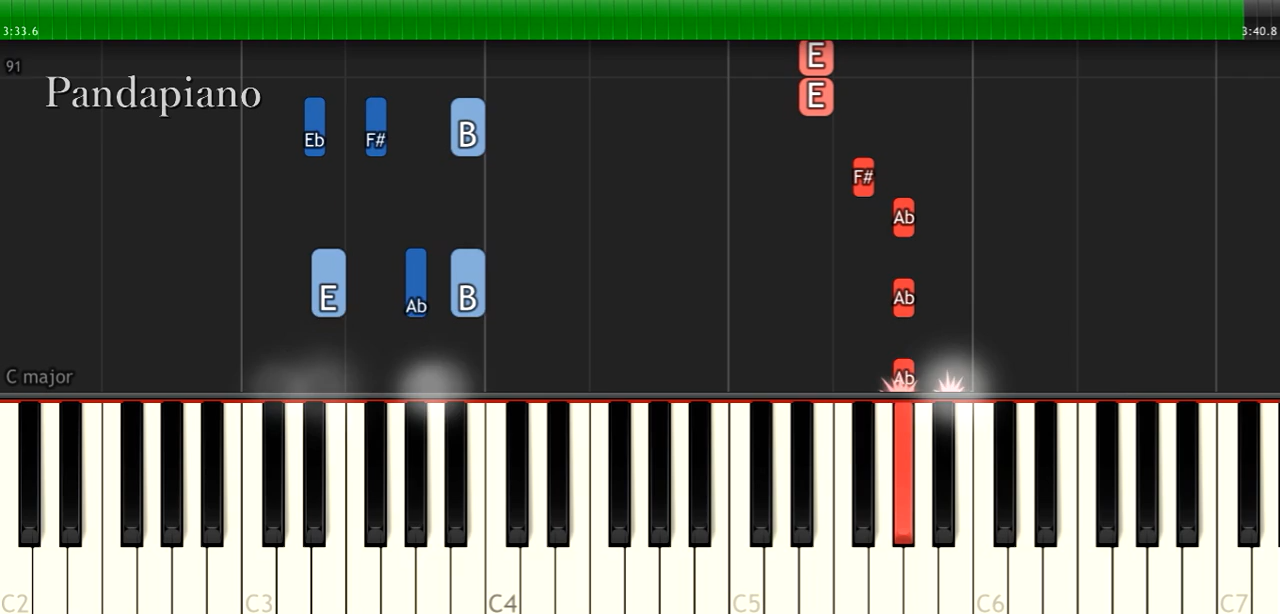 3:33.6
3:40.8
91
E
Pandapiano
E
Eb F# B
F#
Ab
E Ab B
Ab
C major
Ab
C2 C3 C4 C5 C6 C7